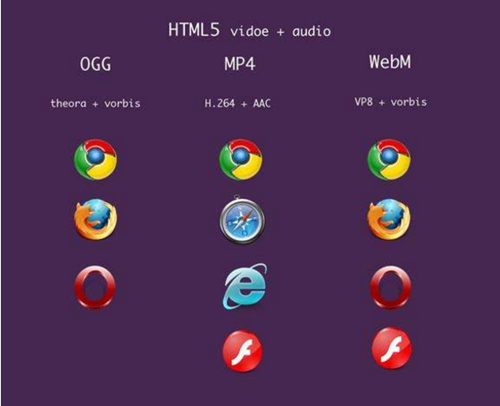 HTML5 vidoe + audio
OGG MP4 WebM
theora + vorbis H.264 + AAC VP8 + vorbis